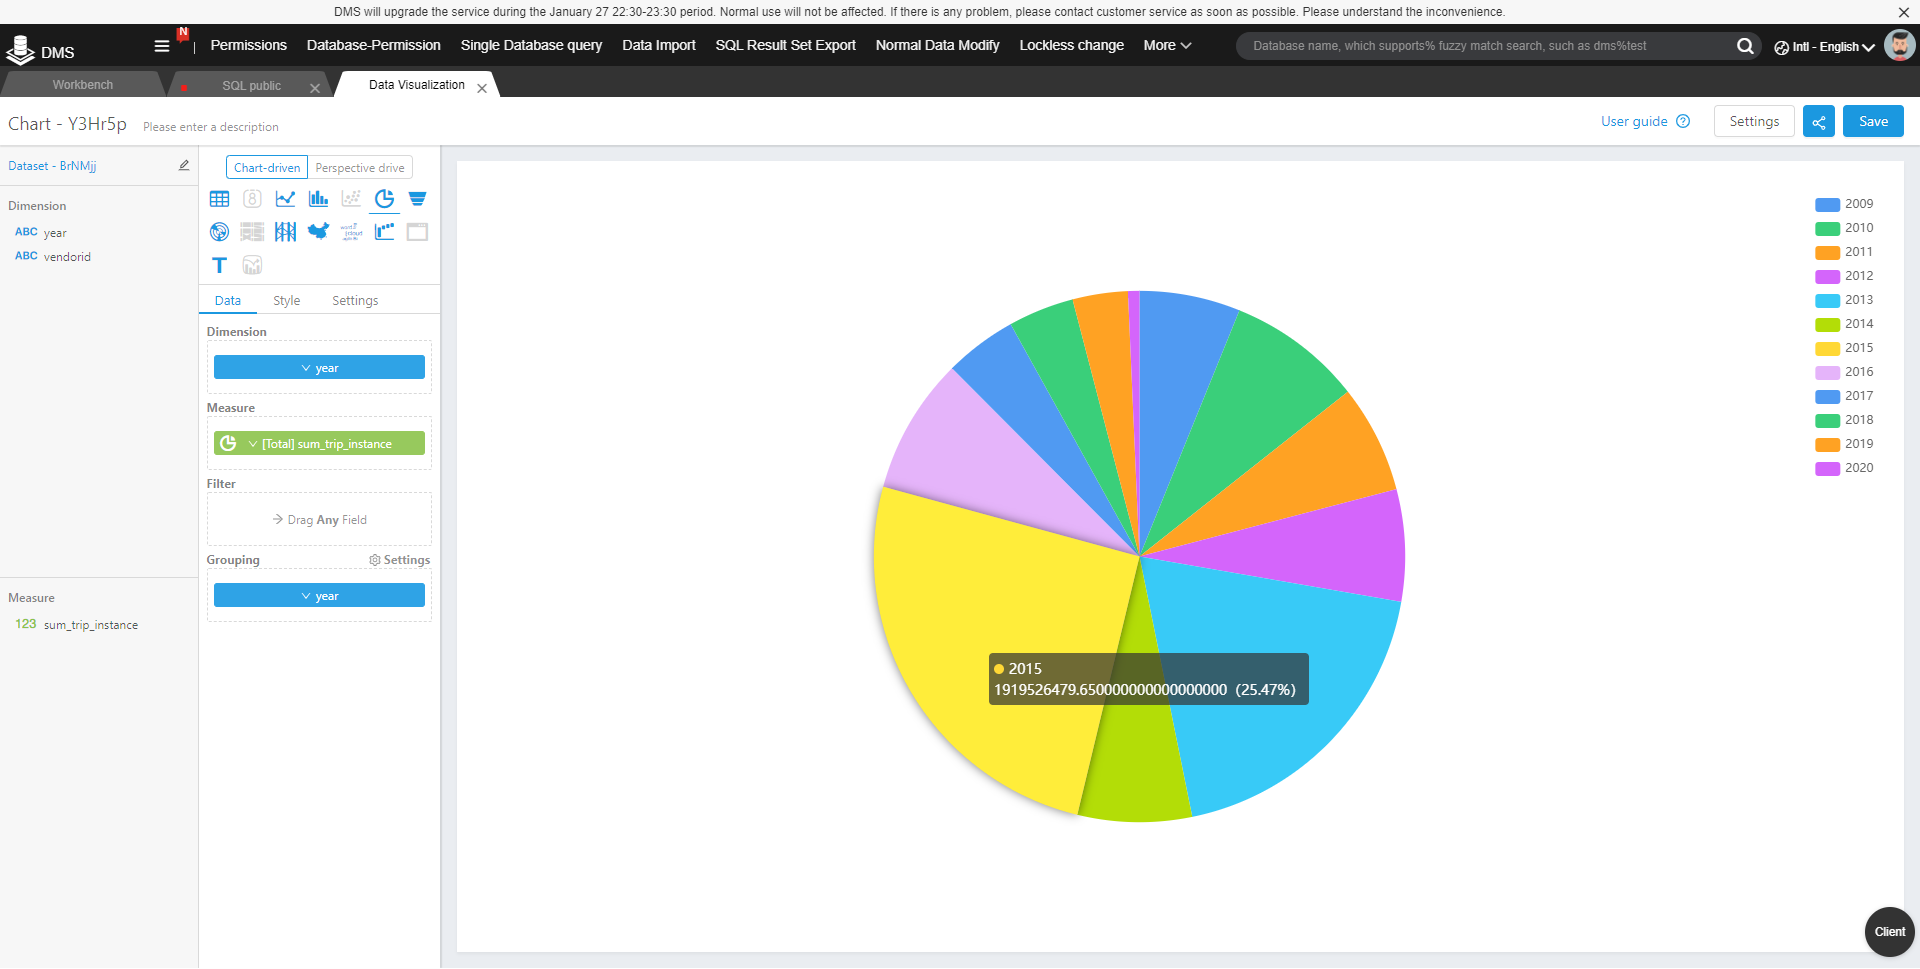 DMS will upgrade the service during the January 27 22:30-23:30 period. Normal use will not be affected. If there is any problem, please contact customer service as soon as possible. Please understand the inconvenience.
DMS
N
Permissions Database-Permission Single Database query Data Import SQL Result Set Export Normal Data Modify Lockless change More
Database name, which supports% fuzzy match search, such as dms%test
Intl - English
Workbench SQL public Data Visualization
Chart - Y3Hr5p Please enter a description
User guide Settings Save
Dataset - BrNMjj
Dimension
ABC year
ABC vendorid
Measure
123 sum_trip_instance
Chart-driven Perspective drive
8
word
cloud
T
Data Style Settings
Dimension
year
Measure
[Total] sum_trip_instance
Filter
Drag Any Field
Grouping Settings
year
2009
2010
2011
2012
2013
2014
2015
2016
2017
2018
2019
2020
2015
1919526479.650000000000000000 (25.47%)
Client